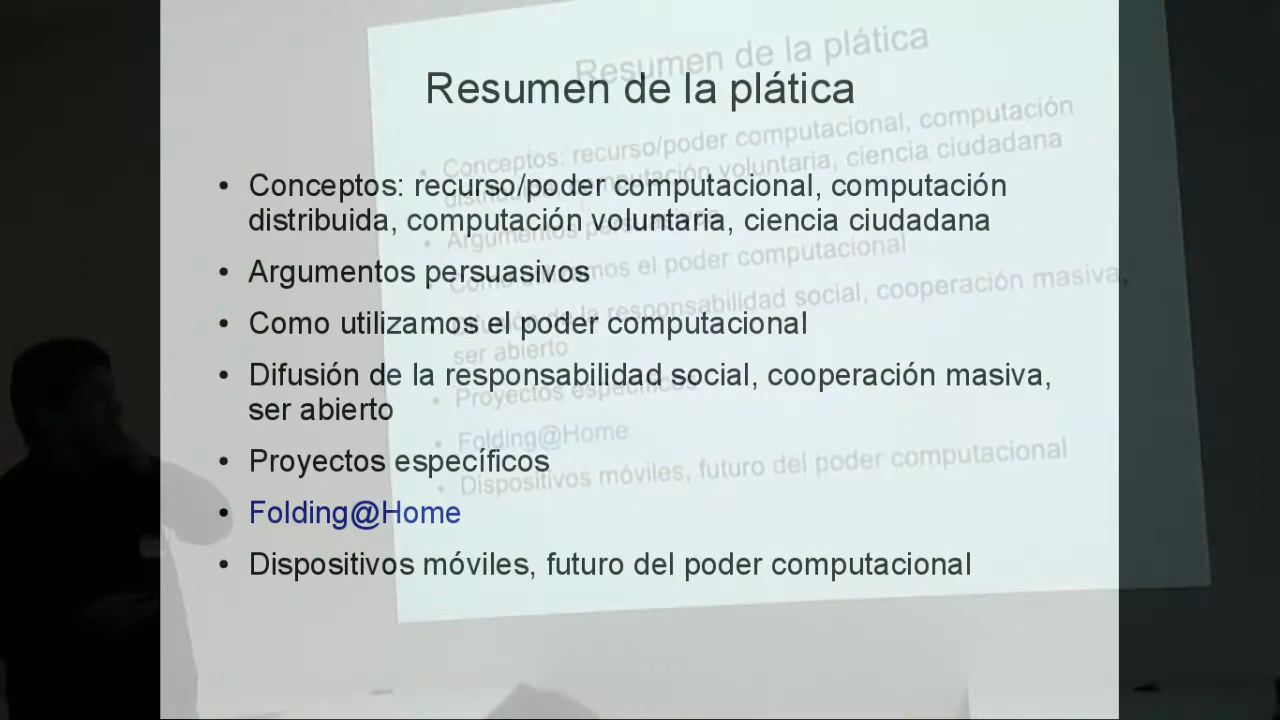 Resumen de la plática
• Conceptos: recurso/poder computacional, computación
distribuida, computación voluntaria, ciencia ciudadana
• Argumentos persuasivos
• Como utilizamos el poder computacional
• Difusión de la responsabilidad social, cooperación masiva,
ser abierto
• Proyectos específicos
• Folding@Home
• Dispositivos móviles, futuro del poder computacional